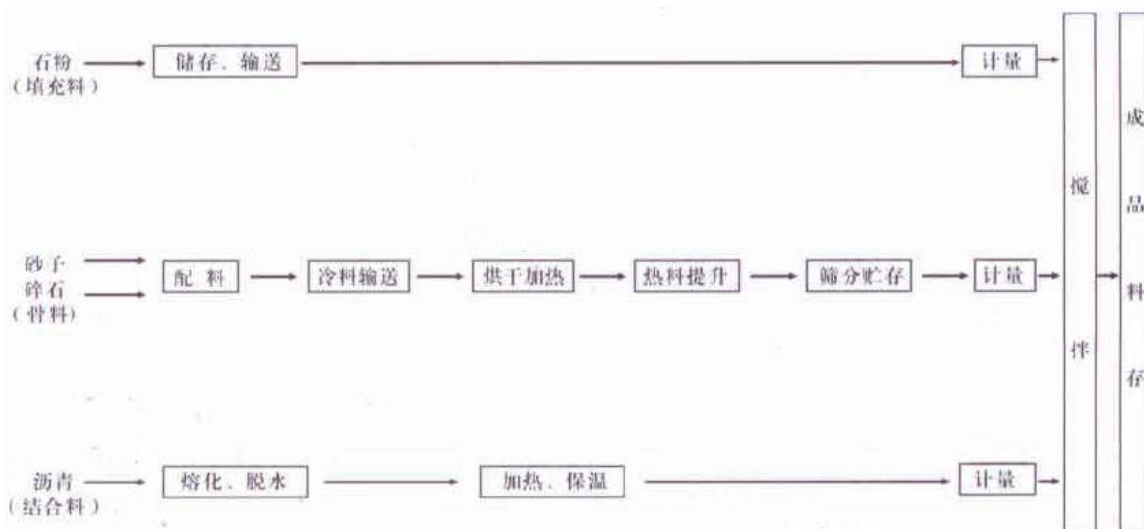 石粉
(填充料)
储存、输送
计量
砂子
碎石
(骨料)
配料
冷料输送
烘干加热
热料提升
筛分贮存
计量
沥青
(结合料)
熔化、脱水
加热、保温
计量
搅拌
成品料存